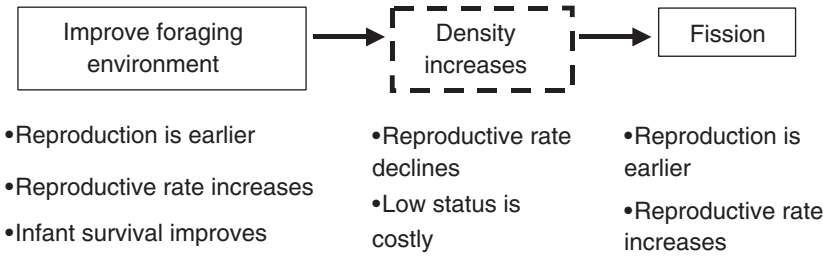 Improve foraging
environment
Density
increases
Fission
•Reproduction is earlier
•Reproductive rate increases
•Infant survival improves
•Reproductive rate
declines
•Low status is
costly
•Reproduction is
earlier
•Reproductive rate
increases